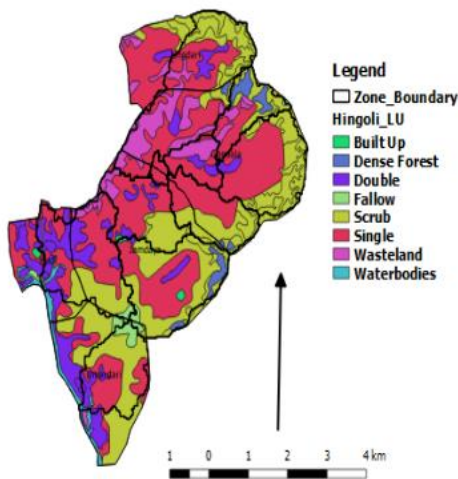 Legend
Zone_Boundary
Hingoli_LU
Built Up
Dense Forest
Double
Fallow
Scrub
Single
Wasteland
Waterbodies
1 0 1 2 3 4 km